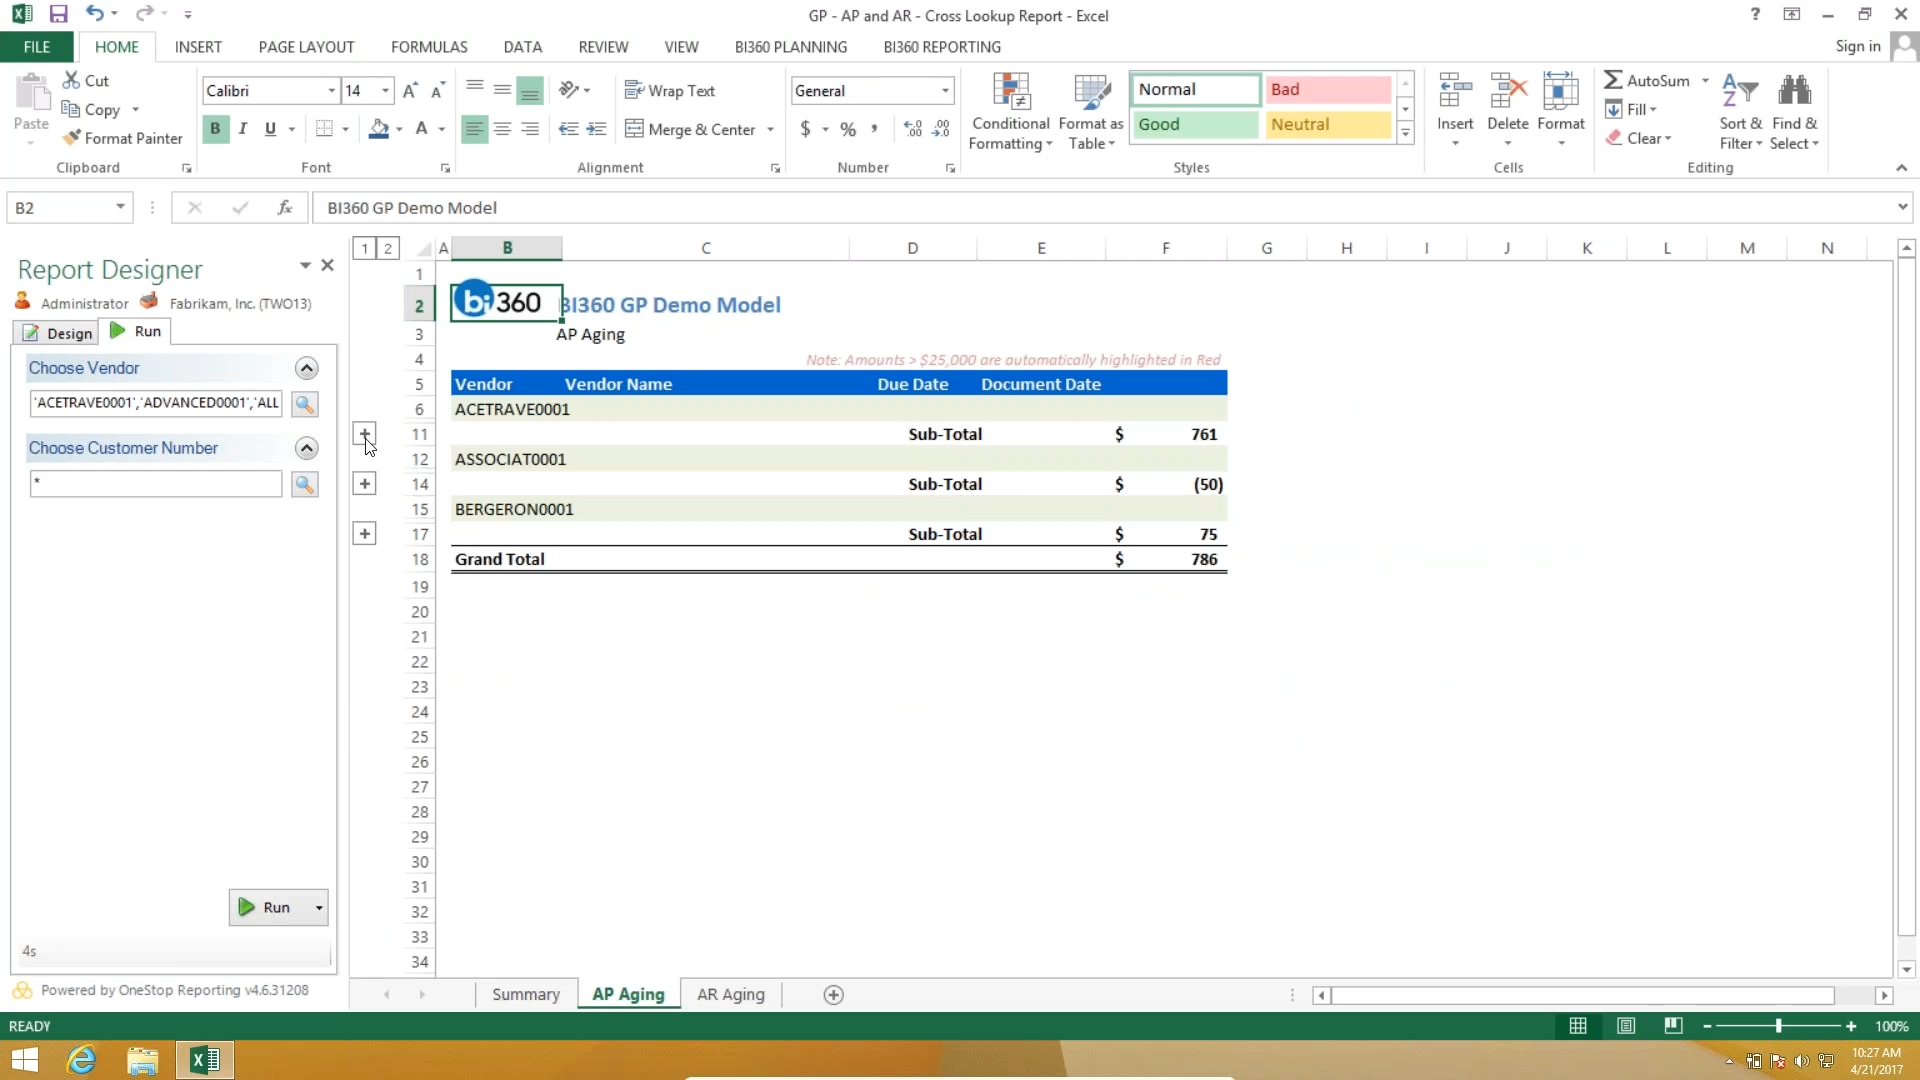 GP - AP and AR - Cross Lookup Report - Excel
?
FILE HOME INSERT PAGE LAYOUT FORMULAS DATA REVIEW VIEW BI360 PLANNING BI360 REPORTING Sign in
Paste
Cut
Copy
Format Painter
Clipboard
Calibri 14
B I U
Font
Wrap Text
Merge & Center
Alignment
General
$ % ,
Number
Conditional Formatting
Format as Table
Normal Bad
Good Neutral
Styles
Insert Delete Format
Cells
AutoSum
Fill
Clear
Sort & Filter
Find & Select
Editing
B2 fx BI360 GP Demo Model
Report Designer
Administrator Fabrikam, Inc. (TWO13)
Design Run
Choose Vendor
'ACETRAVE0001','ADVANCED0001','ALL
Choose Customer Number
*
Run
4s
Powered by OneStop Reporting v4.6.31208
1 2 A B C D E F G H I J K L M N
1
2 bi360 BI360 GP Demo Model
3 AP Aging
4 Note: Amounts > $25,000 are automatically highlighted in Red
5 Vendor Vendor Name Due Date Document Date
6 ACETRAVE0001
11 Sub-Total $ 761
12 ASSOCIAT0001
14 Sub-Total $ (50)
15 BERGERON0001
17 Sub-Total $ 75
18 Grand Total $ 786
19
20
21
22
23
24
25
26
27
28
29
30
31
32
33
34
Summary AP Aging AR Aging
READY 100%
10:27 AM
4/21/2017